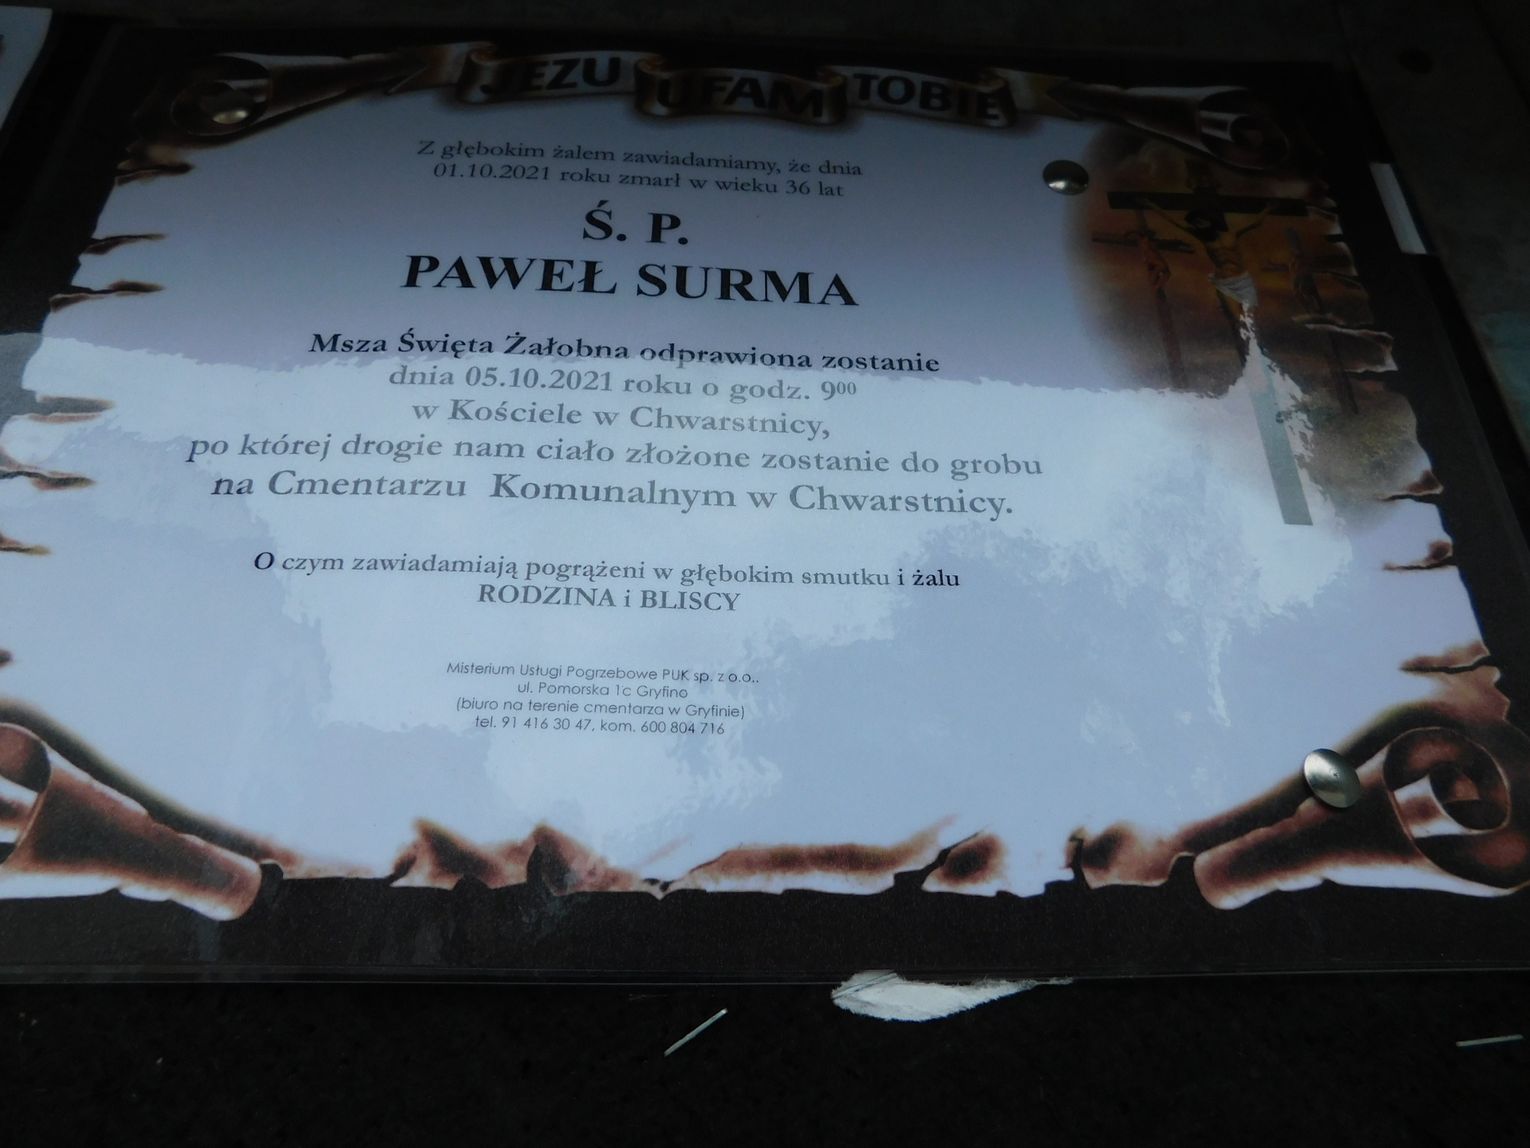 JEZU UFAM TOBIE
Z głębokim żalem zawiadamiamy, że dnia
01.10.2021 roku zmarł w wieku 36 lat
Ś. P.
PAWEŁ SURMA
Msza Święta Żałobna odprawiona zostanie
dnia 05.10.2021 roku o godz. 9⁰⁰
w Kościele w Chwarstnicy,
po której drogie nam ciało złożone zostanie do grobu
na Cmentarzu Komunalnym w Chwarstnicy.
O czym zawiadamiają pogrążeni w głębokim smutku i żalu
RODZINA i BLISCY
Misterium Usługi Pogrzebowe PUK sp. z o.o..
ul. Pomorska 1c Gryfino
(biuro na terenie cmentarza w Gryfinie)
tel. 91 416 30 47, kom. 600 804 716